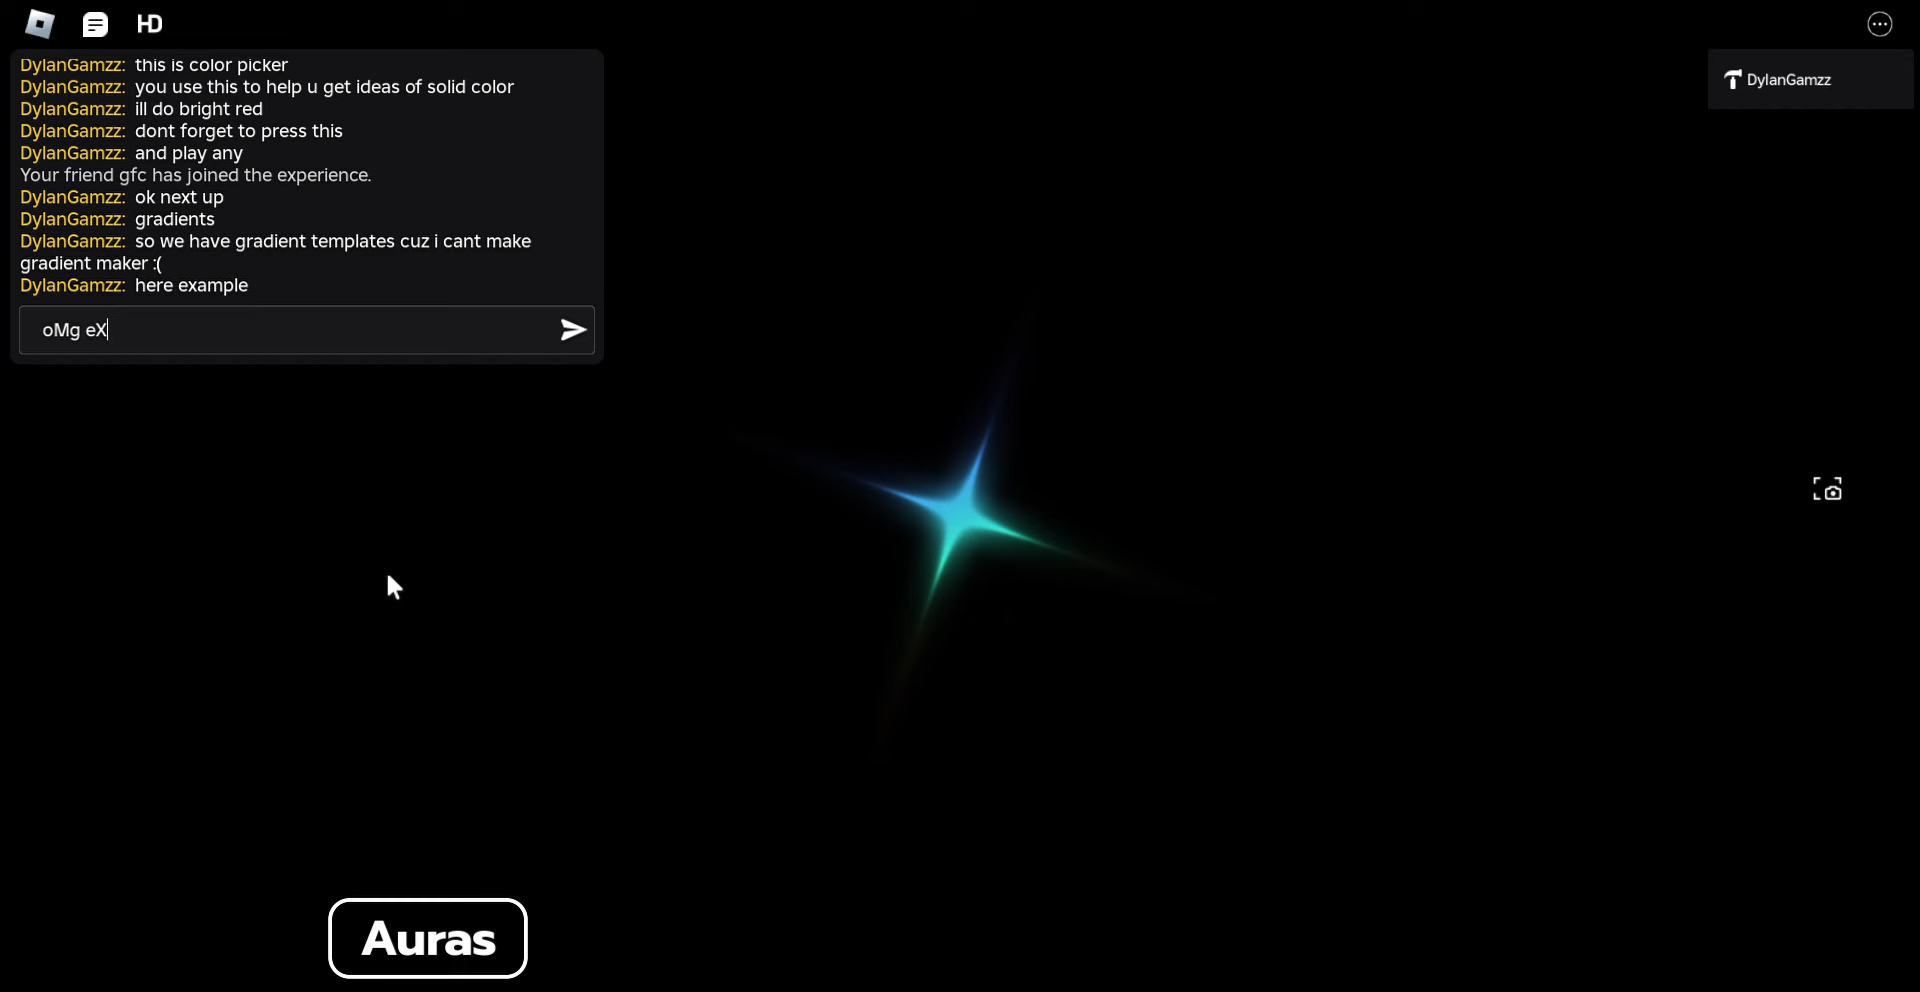 HD
DylanGamzz: this is color picker
DylanGamzz: you use this to help u get ideas of solid color
DylanGamzz: ill do bright red
DylanGamzz: dont forget to press this
DylanGamzz: and play any
Your friend gfc has joined the experience.
DylanGamzz: ok next up
DylanGamzz: gradients
DylanGamzz: so we have gradient templates cuz i cant make
gradient maker :(
DylanGamzz: here example
oMg eX
DylanGamzz
Auras